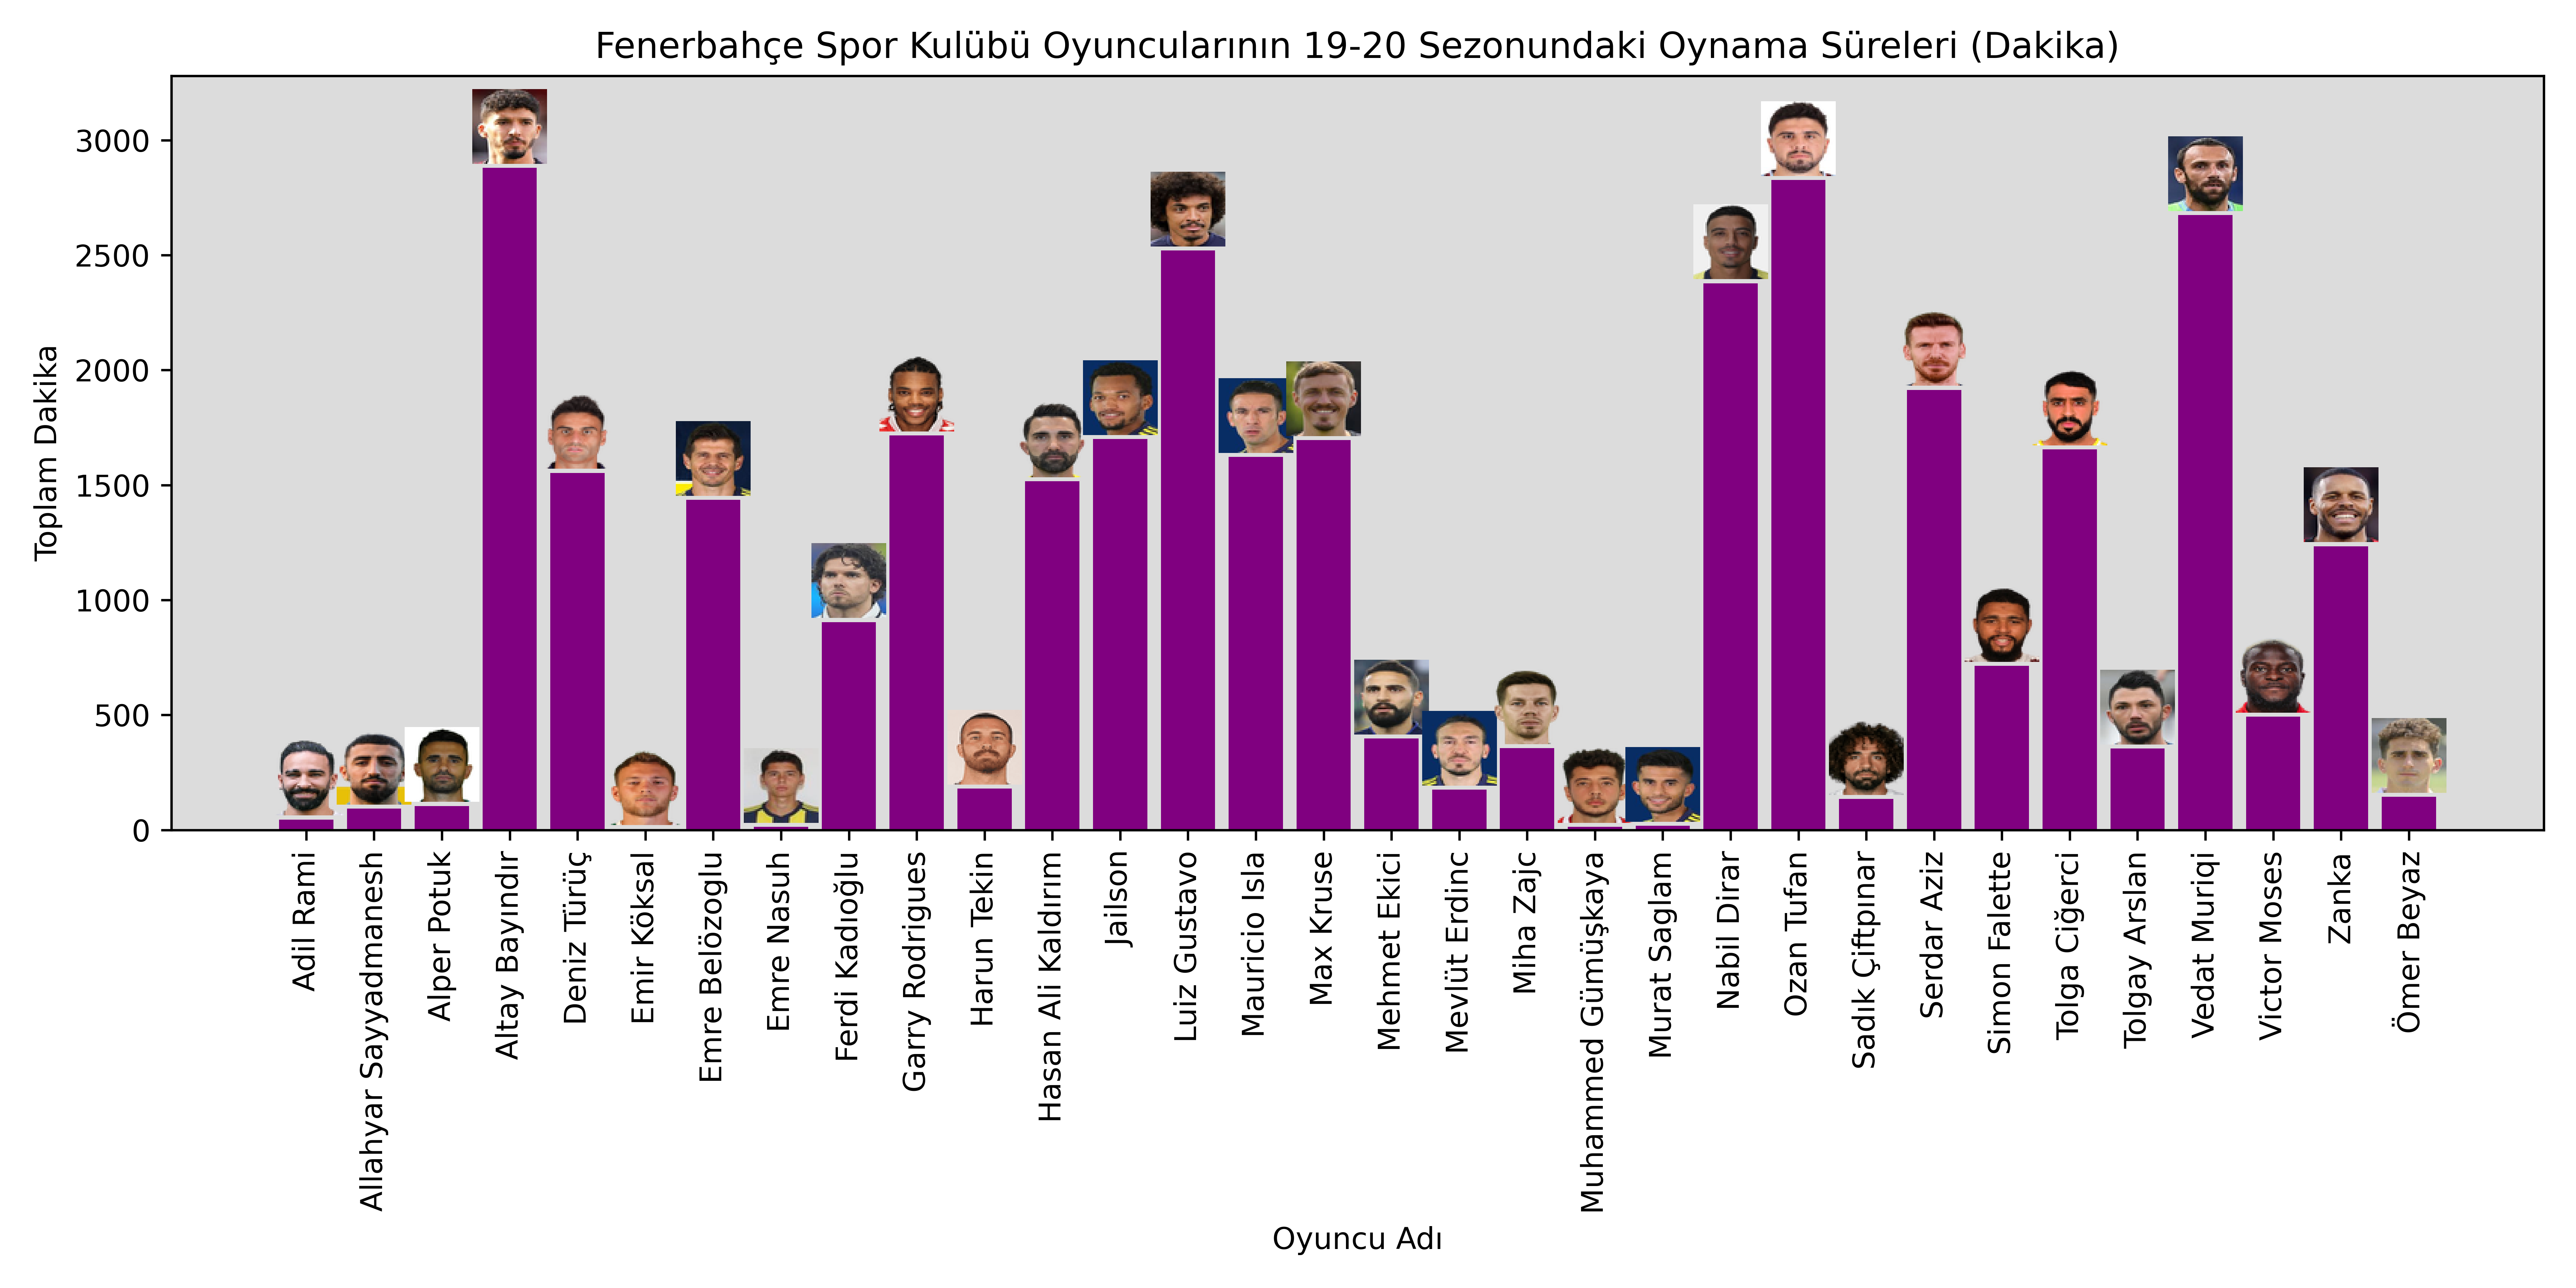 Fenerbahçe Spor Kulübü Oyuncularının 19-20 Sezonundaki Oynama Süreleri (Dakika)
Toplam Dakika
3000
2500
2000
1500
1000
500
0
Adil Rami
Allahyar Sayyadmanesh
Alper Potuk
Altay Bayındır
Deniz Türüç
Emir Köksal
Emre Belözoglu
Emre Nasuh
Ferdi Kadıoğlu
Garry Rodrigues
Harun Tekin
Hasan Ali Kaldırım
Jailson
Luiz Gustavo
Mauricio Isla
Max Kruse
Mehmet Ekici
Mevlüt Erdinc
Miha Zajc
Muhammed Gümüşkaya
Murat Saglam
Nabil Dirar
Ozan Tufan
Sadık Çiftpınar
Serdar Aziz
Simon Falette
Tolga Ciğerci
Tolgay Arslan
Vedat Muriqi
Victor Moses
Zanka
Ömer Beyaz
Oyuncu Adı